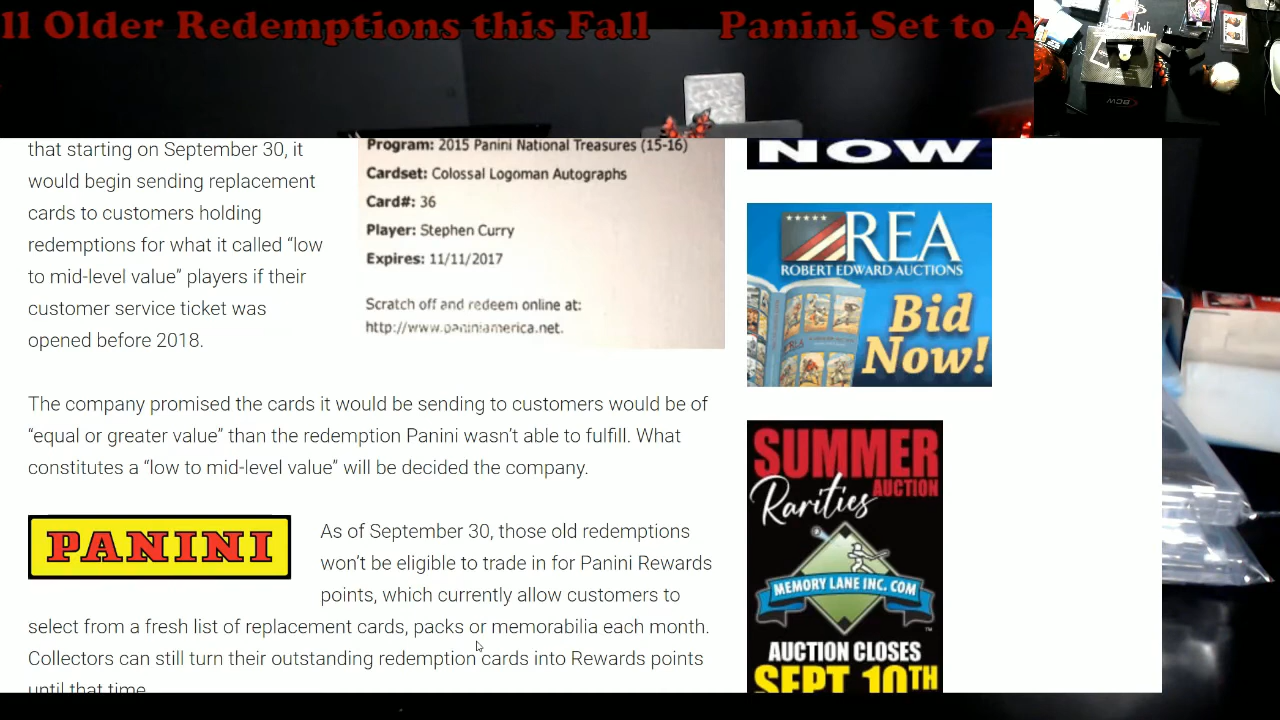 ll Older Redemptions this Fall Panini Set to A
that starting on September 30, it
would begin sending replacement
cards to customers holding
redemptions for what it called “low
to mid-level value” players if their
customer service ticket was
opened before 2018.
Program: 2015 Panini National Treasures (15-16)
Cardset: Colossal Logoman Autographs
Card#: 36
Player: Stephen Curry
Expires: 11/11/2017
Scratch off and redeem online at:
http://www.paniniamerica.net.
The company promised the cards it would be sending to customers would be of
“equal or greater value” than the redemption Panini wasn’t able to fulfill. What
constitutes a “low to mid-level value” will be decided the company.
PANINI
As of September 30, those old redemptions
won’t be eligible to trade in for Panini Rewards
points, which currently allow customers to
select from a fresh list of replacement cards, packs or memorabilia each month.
Collectors can still turn their outstanding redemption cards into Rewards points
until that time.
NOW
REA
ROBERT EDWARD AUCTIONS
Bid
Now!
SUMMER
AUCTION
Rarities
MEMORY LANE INC.COM
™
AUCTION CLOSES
SEPT 10TH
BCW